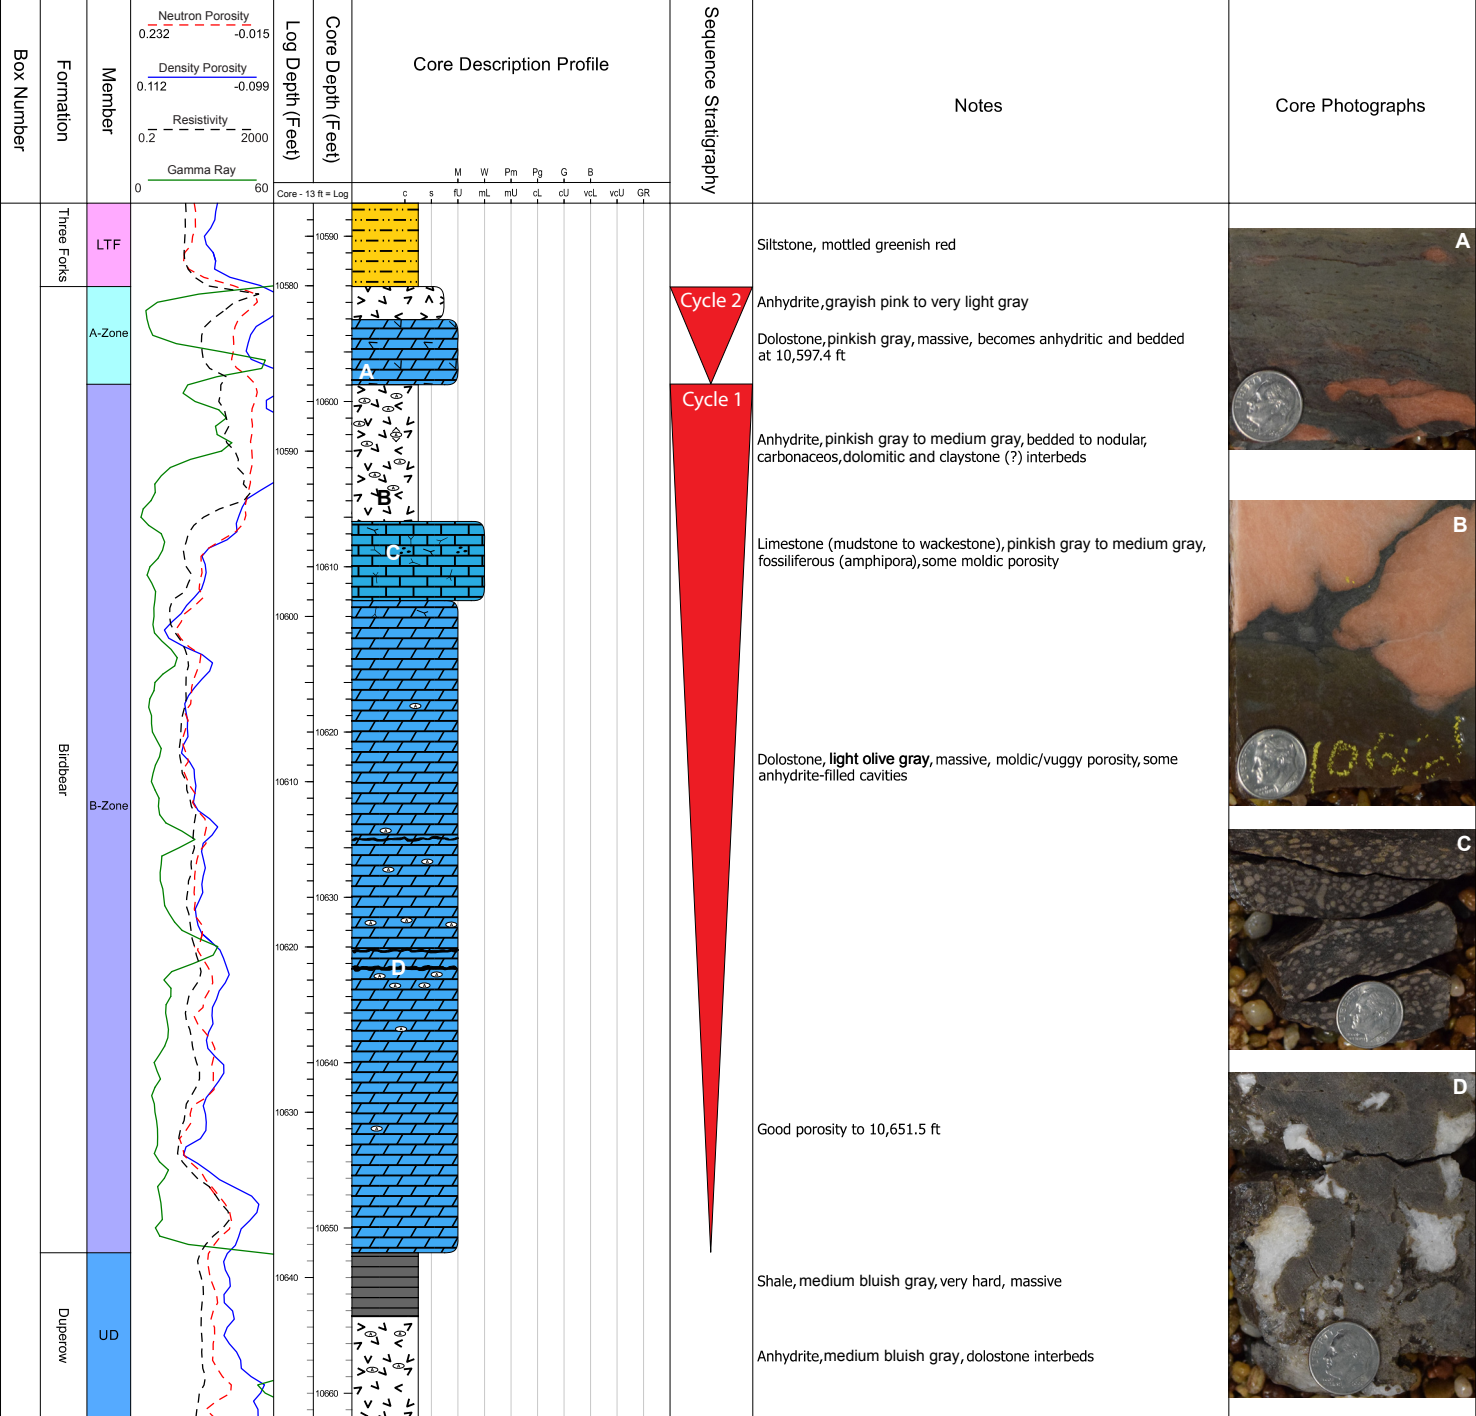 Box Number
Formation
Member
Neutron Porosity
0.232 -0.015
Density Porosity
0.112 -0.099
Resistivity
0.2 2000
Gamma Ray
0 60
Log Depth (Feet)
Core Depth (Feet)
Core - 13 ft = Log
Core Description Profile
M W Pm Pg G B
c s fU mL mU cL cU vcL vcU GR
Sequence Stratigraphy
Notes
Core Photographs
Three Forks
LTF
10590
Siltstone, mottled greenish red
A
10580
Birdbear
A-Zone
Cycle 2
Anhydrite, grayish pink to very light gray
Dolostone, pinkish gray, massive, becomes anhydritic and bedded
at 10,597.4 ft
A
B-Zone
Cycle 1
10600
10590
Anhydrite, pinkish gray to medium gray, bedded to nodular,
carbonaceos, dolomitic and claystone (?) interbeds
B
B
C
Limestone (mudstone to wackestone), pinkish gray to medium gray,
fossiliferous (amphipora), some moldic porosity
10610
10600
10620
Dolostone, light olive gray, massive, moldic/vuggy porosity, some
anhydrite-filled cavities
10610
C
10630
10620
D
10640
D
10630
Good porosity to 10,651.5 ft
10650
Duperow
UD
10640
Shale, medium bluish gray, very hard, massive
Anhydrite, medium bluish gray, dolostone interbeds
10660